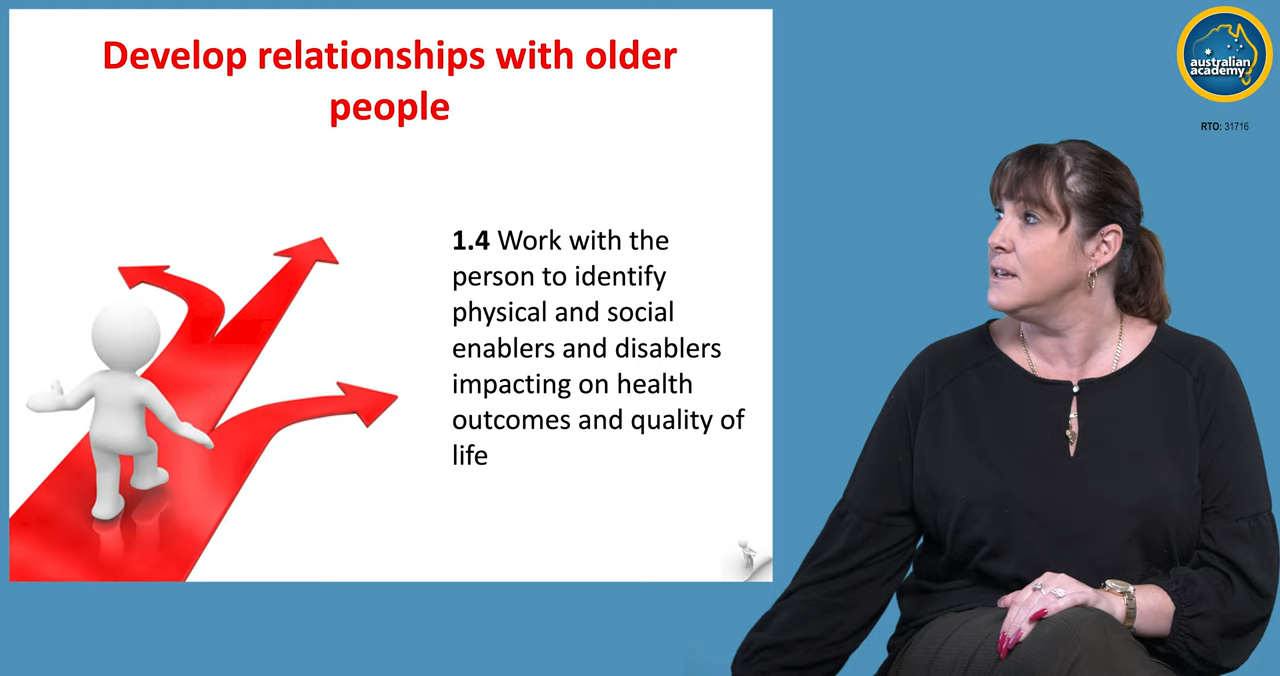 Develop relationships with older
people
1.4 Work with the
person to identify
physical and social
enablers and disablers
impacting on health
outcomes and quality of
life
australian
academy
RTO: 31716